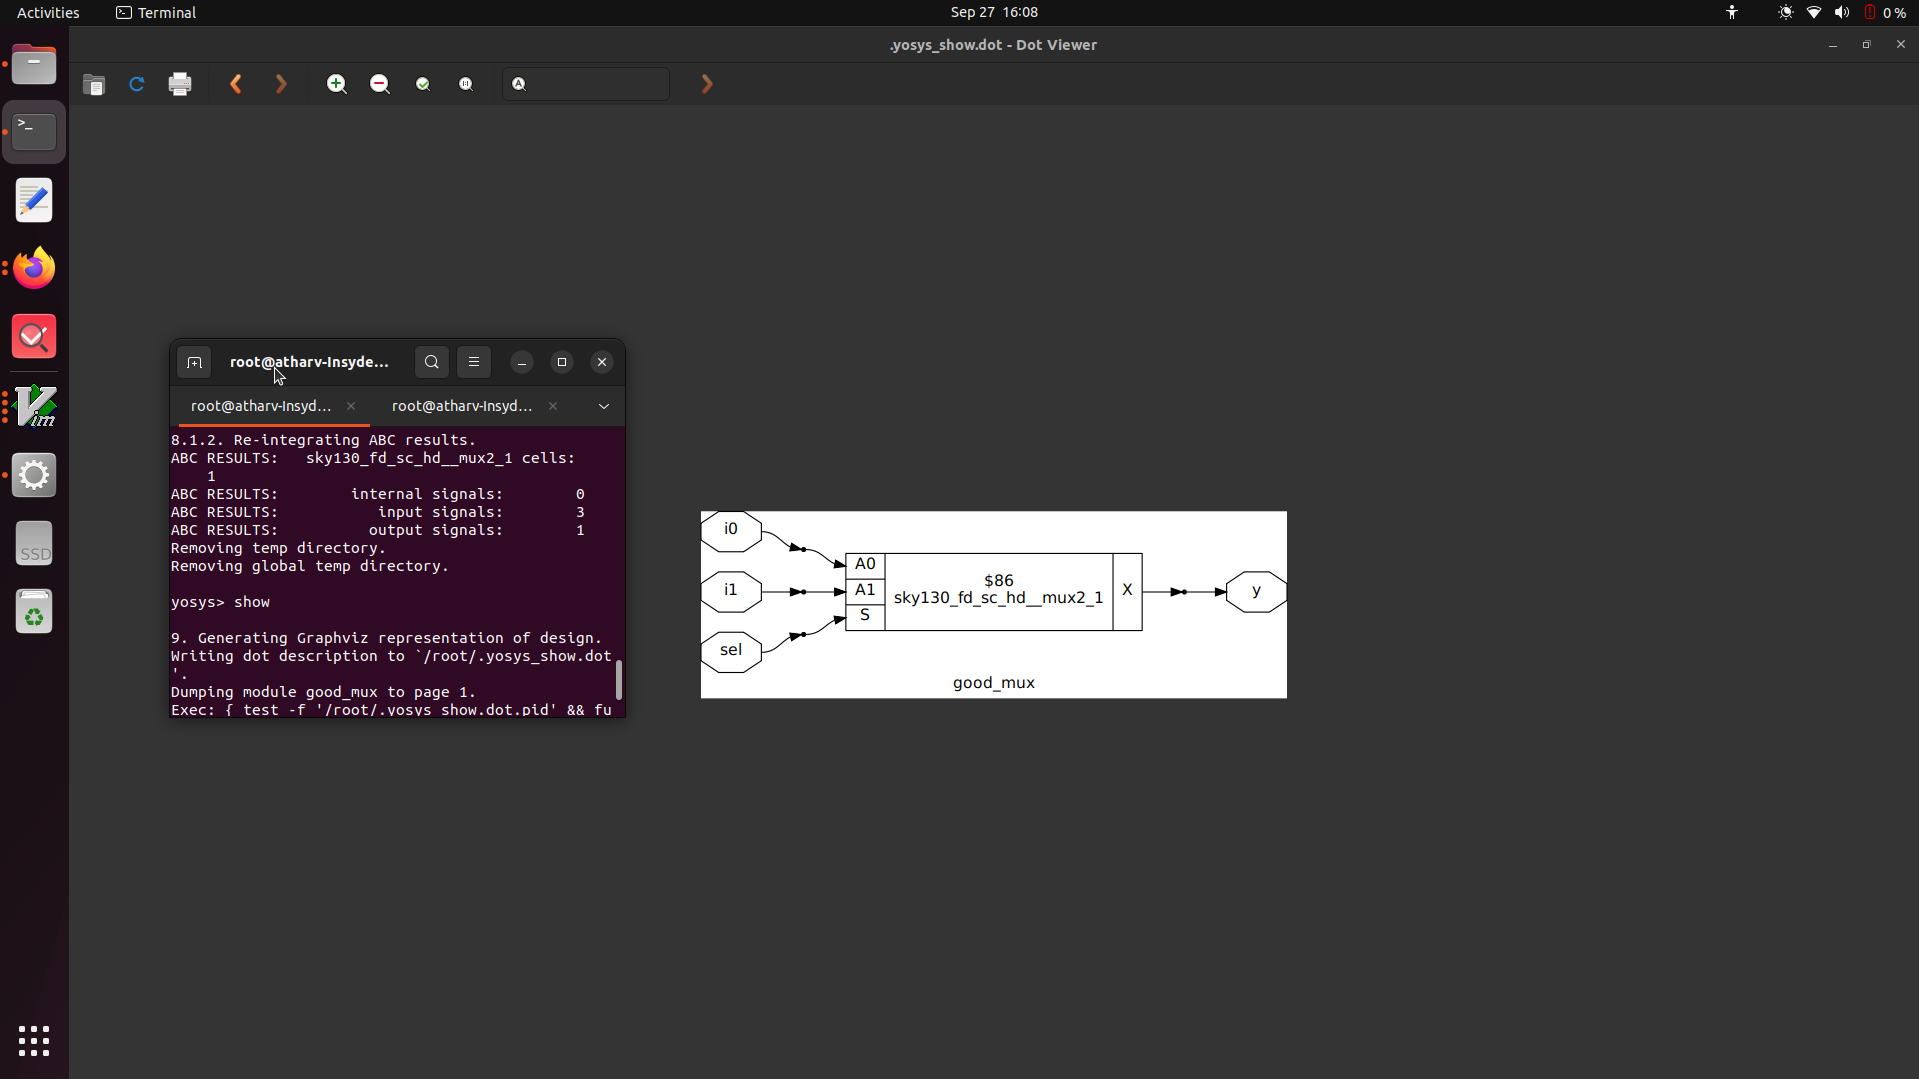 Activities
Terminal
Sep 27 16:08
0 %
.yosys_show.dot - Dot Viewer
root@atharv-Insyde...
root@atharv-Insyd...
root@atharv-Insyd...
8.1.2. Re-integrating ABC results.
ABC RESULTS:   sky130_fd_sc_hd__mux2_1 cells:
1
ABC RESULTS:        internal signals:        0
ABC RESULTS:           input signals:        3
ABC RESULTS:          output signals:        1
Removing temp directory.
Removing global temp directory.
yosys> show
9. Generating Graphviz representation of design.
Writing dot description to `/root/.yosys_show.dot
'.
Dumping module good_mux to page 1.
Exec: { test -f '/root/.yosys_show.dot.pid' && fu
i0
i1
sel
A0
A1
S
$86
sky130_fd_sc_hd__mux2_1
X
y
good_mux
Vim
SSD